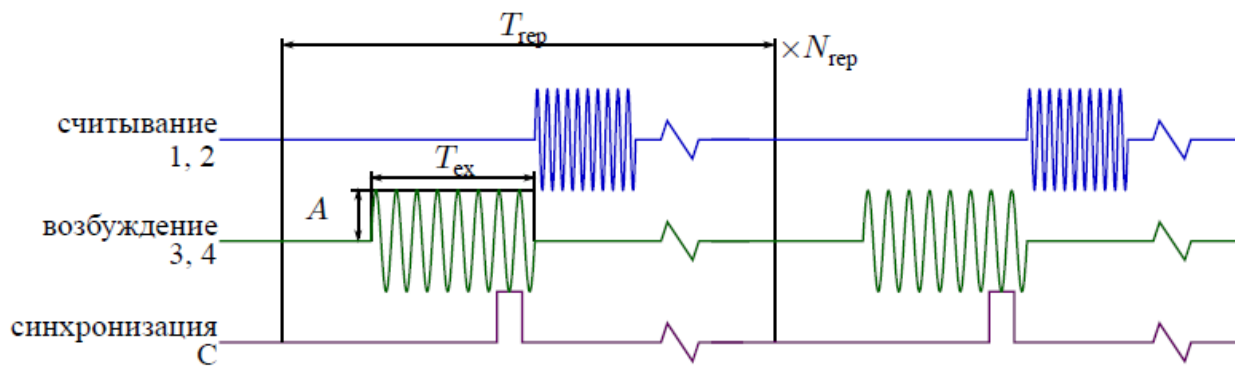 T_rep
×N_rep
считывание
1, 2
T_ex
A
возбуждение
3, 4
синхронизация
C